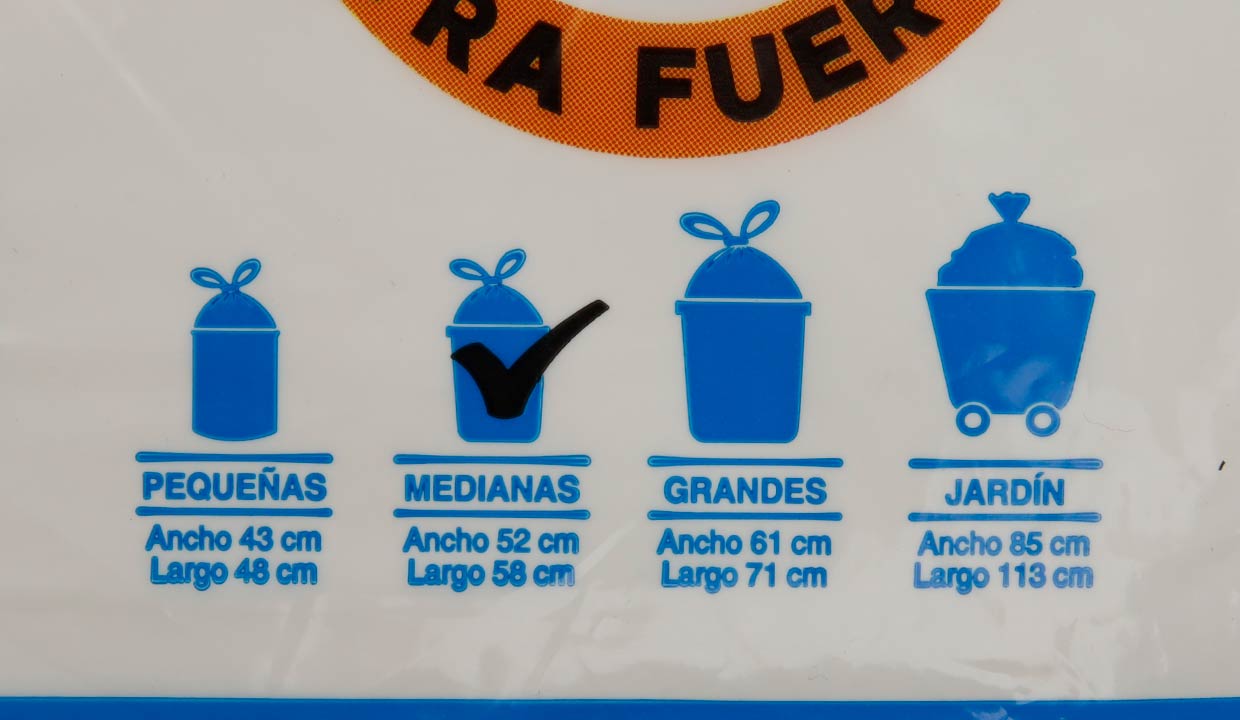 RA FUER
PEQUEÑAS
Ancho 43 cm
Largo 48 cm
MEDIANAS
Ancho 52 cm
Largo 58 cm
GRANDES
Ancho 61 cm
Largo 71 cm
JARDÍN
Ancho 85 cm
Largo 113 cm